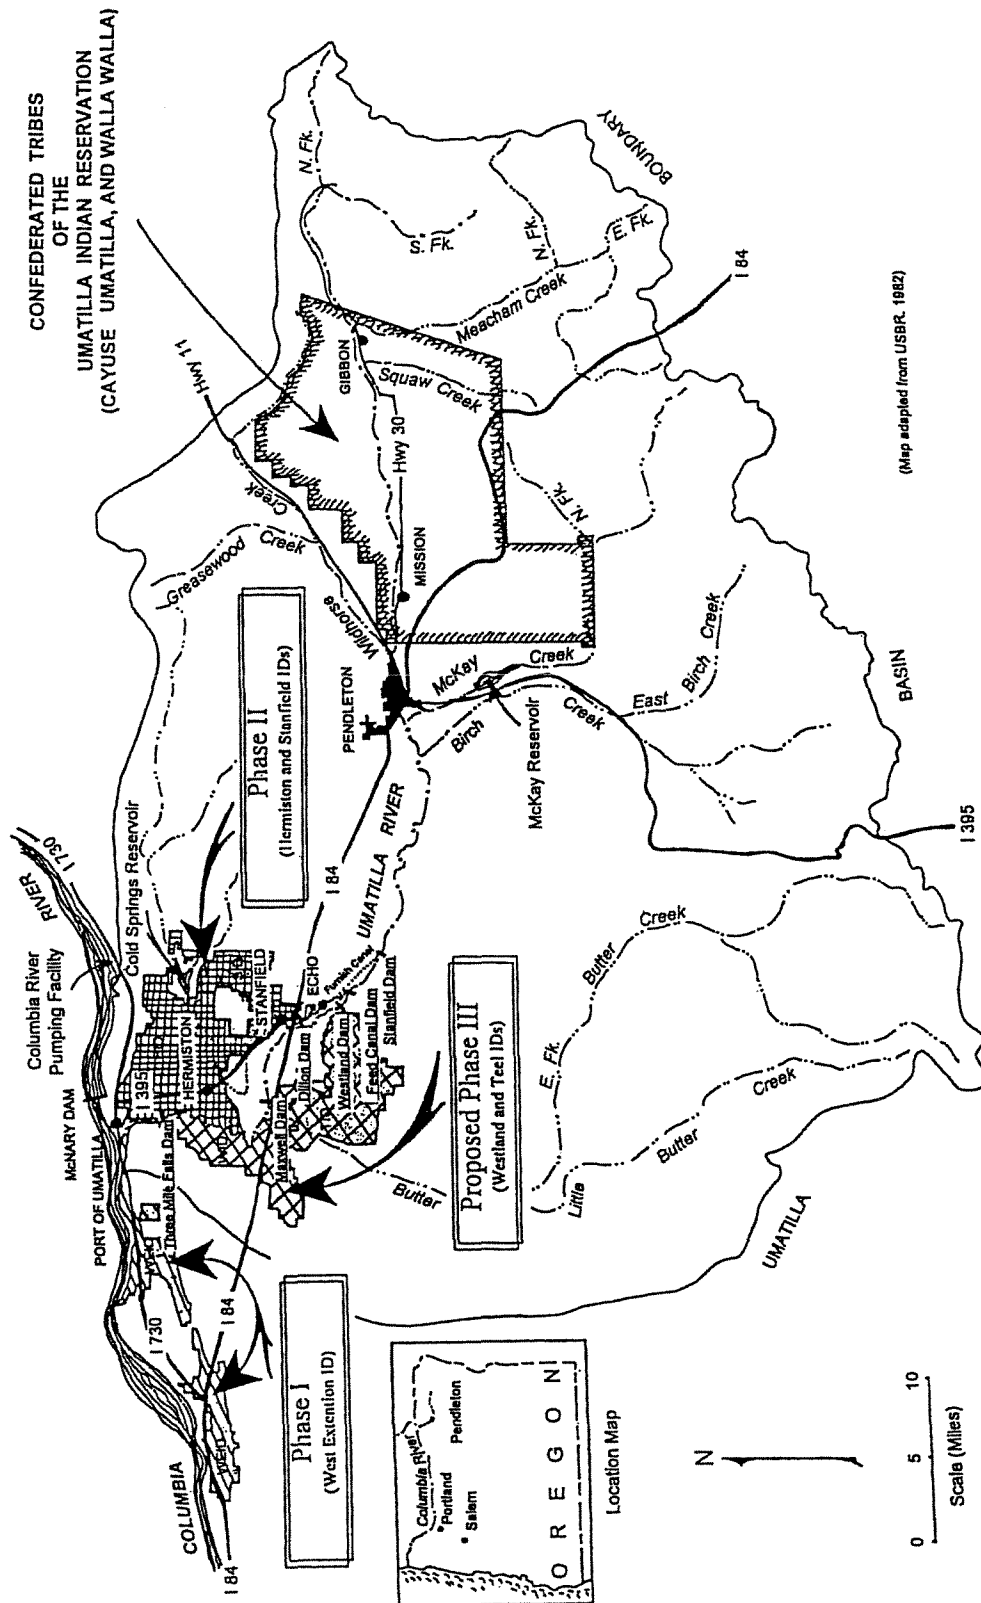 CONFEDERATED TRIBES
OF THE
UMATILLA INDIAN RESERVATION
(CAYUSE UMATILLA, AND WALLA WALLA)
Hwy 11
N. Fk.
S. Fk.
N. Fk.
E. Fk.
BOUNDARY
Meacham Creek
I 84
GIBBON
Squaw
Creek
Hwy 30
MISSION
N. Fk.
Creek
Wildhorse
Greasewood
Creek
PENDLETON
McKay
Creek
McKay Reservoir
Birch
Creek
East
Birch
Creek
BASIN
I 395
(Map adapted from USBR. 1982)
Phase II
(Hermiston and Stanfield IDs)
RIVER
I 730
Columbia River
Pumping Facility
Cold Springs Reservoir
McNARY DAM
PORT OF UMATILLA
I 395
HERMISTON
Three Mile Falls Dam
SID
STANFIELD
ECHO
Furnish Canal
I 84
UMATILLA
RIVER
Maxwell Dam
Dillon Dam
Westland Dam
Feed Canal Dam
Stanfield Dam
Proposed Phase III
(Westland and Teel IDs)
Butter
E. Fk.
Butter
Creek
Little
Butter
Creek
UMATILLA
WEID
I 730
I 84
WEID
COLUMBIA
I 84
Phase I
(West Extention ID)
Columbia River
Portland
Pendleton
Salem
OREGON
Location Map
N
0
5
10
Scale (Miles)